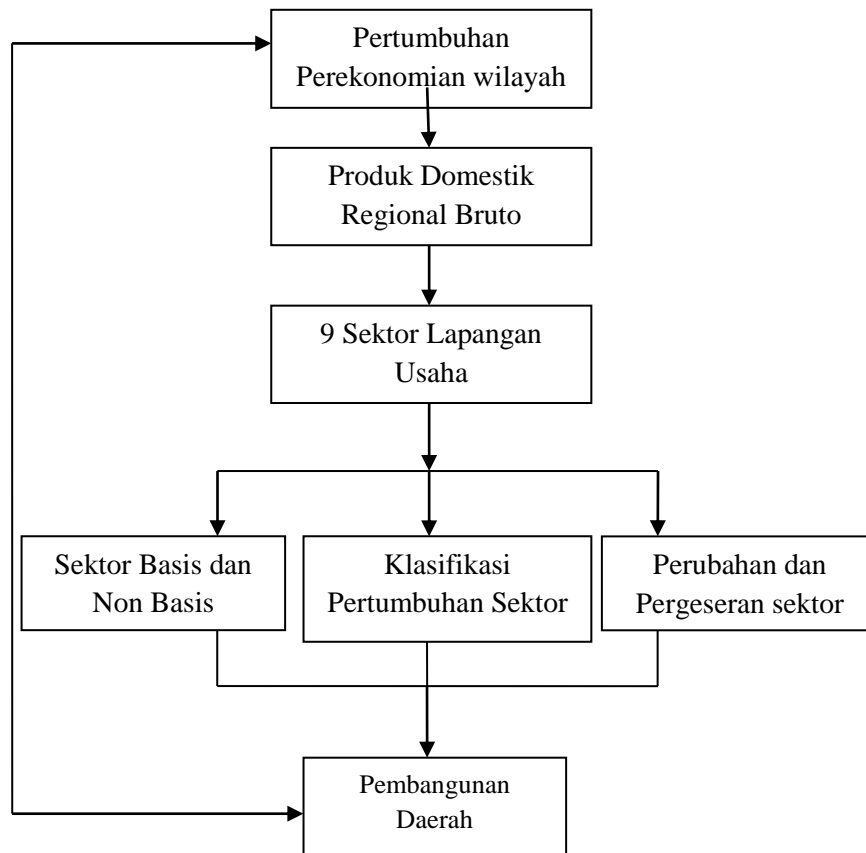 Pertumbuhan
Perekonomian wilayah
Produk Domestik
Regional Bruto
9 Sektor Lapangan
Usaha
Sektor Basis dan
Non Basis
Klasifikasi
Pertumbuhan Sektor
Perubahan dan
Pergeseran sektor
Pembangunan
Daerah